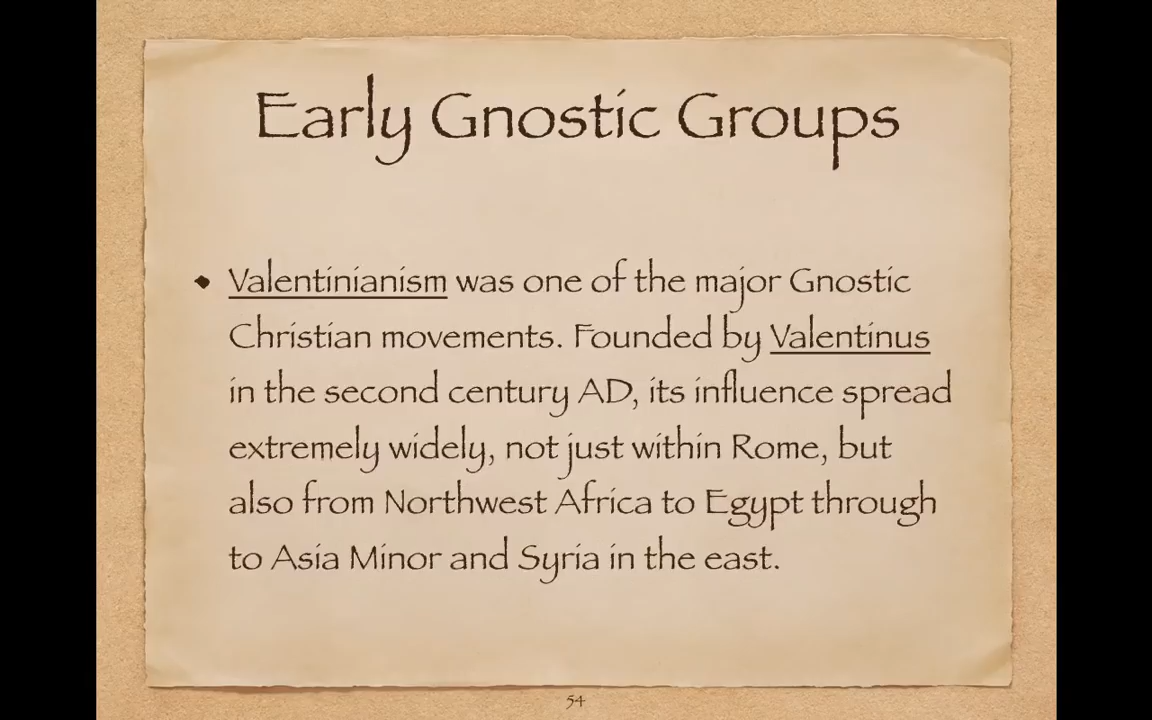 Early Gnostic Groups
• Valentinianism was one of the major Gnostic
Christian movements. Founded by Valentinus
in the second century AD, its influence spread
extremely widely, not just within Rome, but
also from Northwest Africa to Egypt through
to Asia Minor and Syria in the east.
54